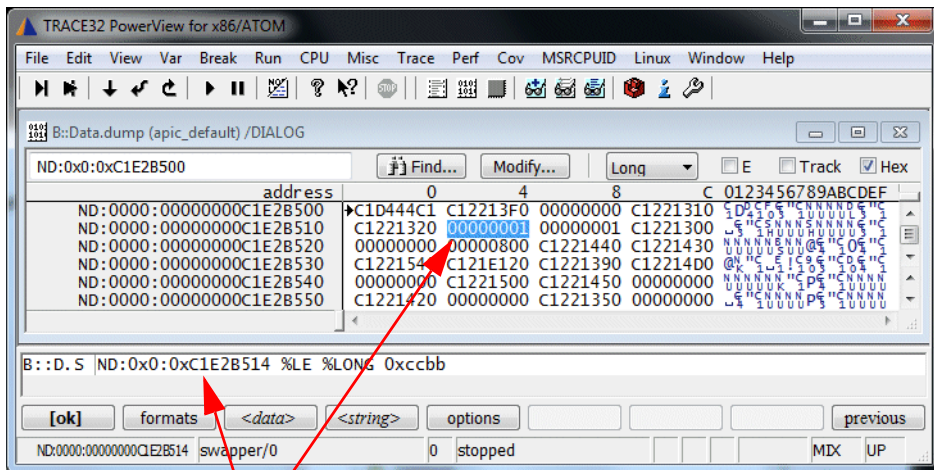 TRACE32 PowerView for x86/ATOM
File Edit View Var Break Run CPU Misc Trace Perf Cov MSRCPUID Linux Window Help
B::Data.dump (apic_default) /DIALOG
ND:0x0:0xC1E2B500 Find... Modify... Long E Track Hex
address 0 4 8 C 0123456789ABCDEF
ND:0000:00000000C1E2B500 C1D444C1 C12213F0 00000000 C1221310
ND:0000:00000000C1E2B510 C1221320 00000001 00000001 C1221300
ND:0000:00000000C1E2B520 00000000 00000800 C1221440 C1221430
ND:0000:00000000C1E2B530 C122154 C121E120 C1221390 C12214D0
ND:0000:00000000C1E2B540 00000000 C1221500 C1221450 00000000
ND:0000:00000000C1E2B550 C1221420 00000000 C1221350 00000000
B::D.S ND:0x0:0xC1E2B514 %LE %LONG 0xccbb
[ok] formats <data> <string> options previous
ND:0000:00000000C1E2B514 swapper/0 0 stopped MIX UP